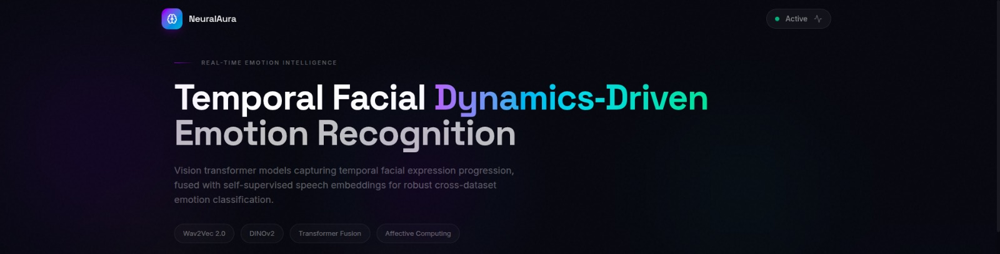 NeuralAura
Active
REAL-TIME EMOTION INTELLIGENCE
Temporal Facial Dynamics-Driven
Emotion Recognition
Vision transformer models capturing temporal facial expression progression,
fused with self-supervised speech embeddings for robust cross-dataset
emotion classification.
Wav2Vec 2.0
DINOv2
Transformer Fusion
Affective Computing